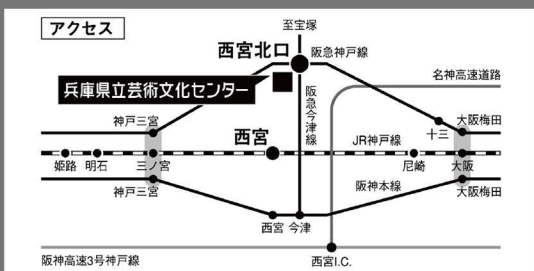 アクセス
至宝塚
西宮北口
阪急神戸線
兵庫県立芸術文化センター
阪急今津線
名神高速道路
神戸三宮
十三
大阪梅田
西宮
JR神戸線
姫路
明石
三ノ宮
尼崎
大阪
神戸三宮
阪神本線
大阪梅田
西宮
今津
阪神高速3号神戸線
西宮I.C.